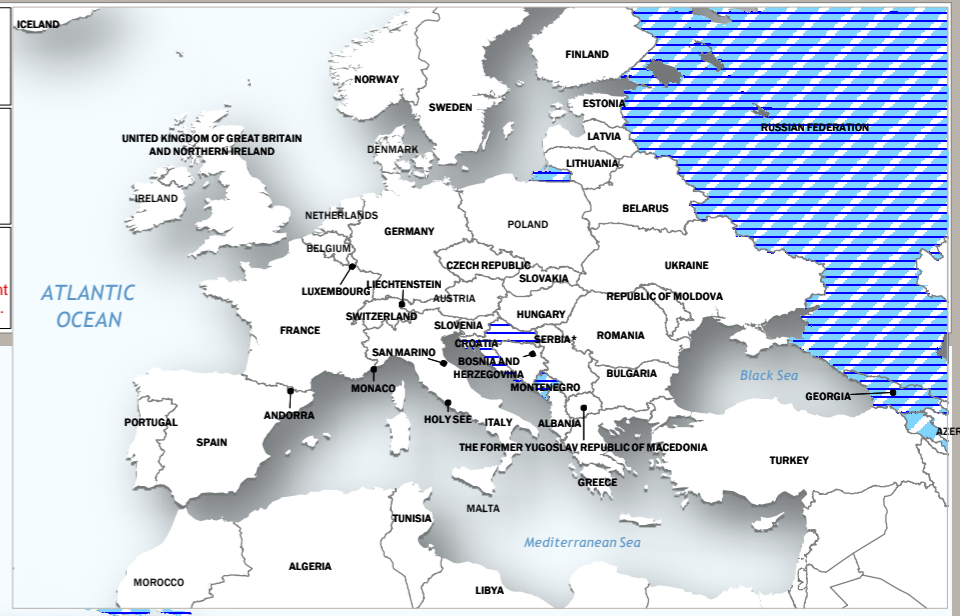 ICELAND
FINLAND
NORWAY
SWEDEN
ESTONIA
RUSSIAN FEDERATION
UNITED KINGDOM OF GREAT BRITAIN
AND NORTHERN IRELAND
LATVIA
DENMARK
LITHUANIA
IRELAND
BELARUS
NETHERLANDS
POLAND
GERMANY
BELGIUM
CZECH REPUBLIC
UKRAINE
SLOVAKIA
LUXEMBOURG
LIECHTENSTEIN
nt
ATLANTIC
OCEAN
AUSTRIA
REPUBLIC OF MOLDOVA
.
SWITZERLAND
HUNGARY
SLOVENIA
FRANCE
ROMANIA
CROATIA
SERBIA*
SAN MARINO
BOSNIA AND
HERZEGOVINA
BULGARIA
Black Sea
MONACO
MONTENEGRO
GEORGIA
ANDORRA
PORTUGAL
HOLY SEE
ITALY
ALBANIA
AZER
SPAIN
THE FORMER YUGOSLAV REPUBLIC OF MACEDONIA
TURKEY
GREECE
MALTA
TUNISIA
Mediterranean Sea
ALGERIA
MOROCCO
LIBYA